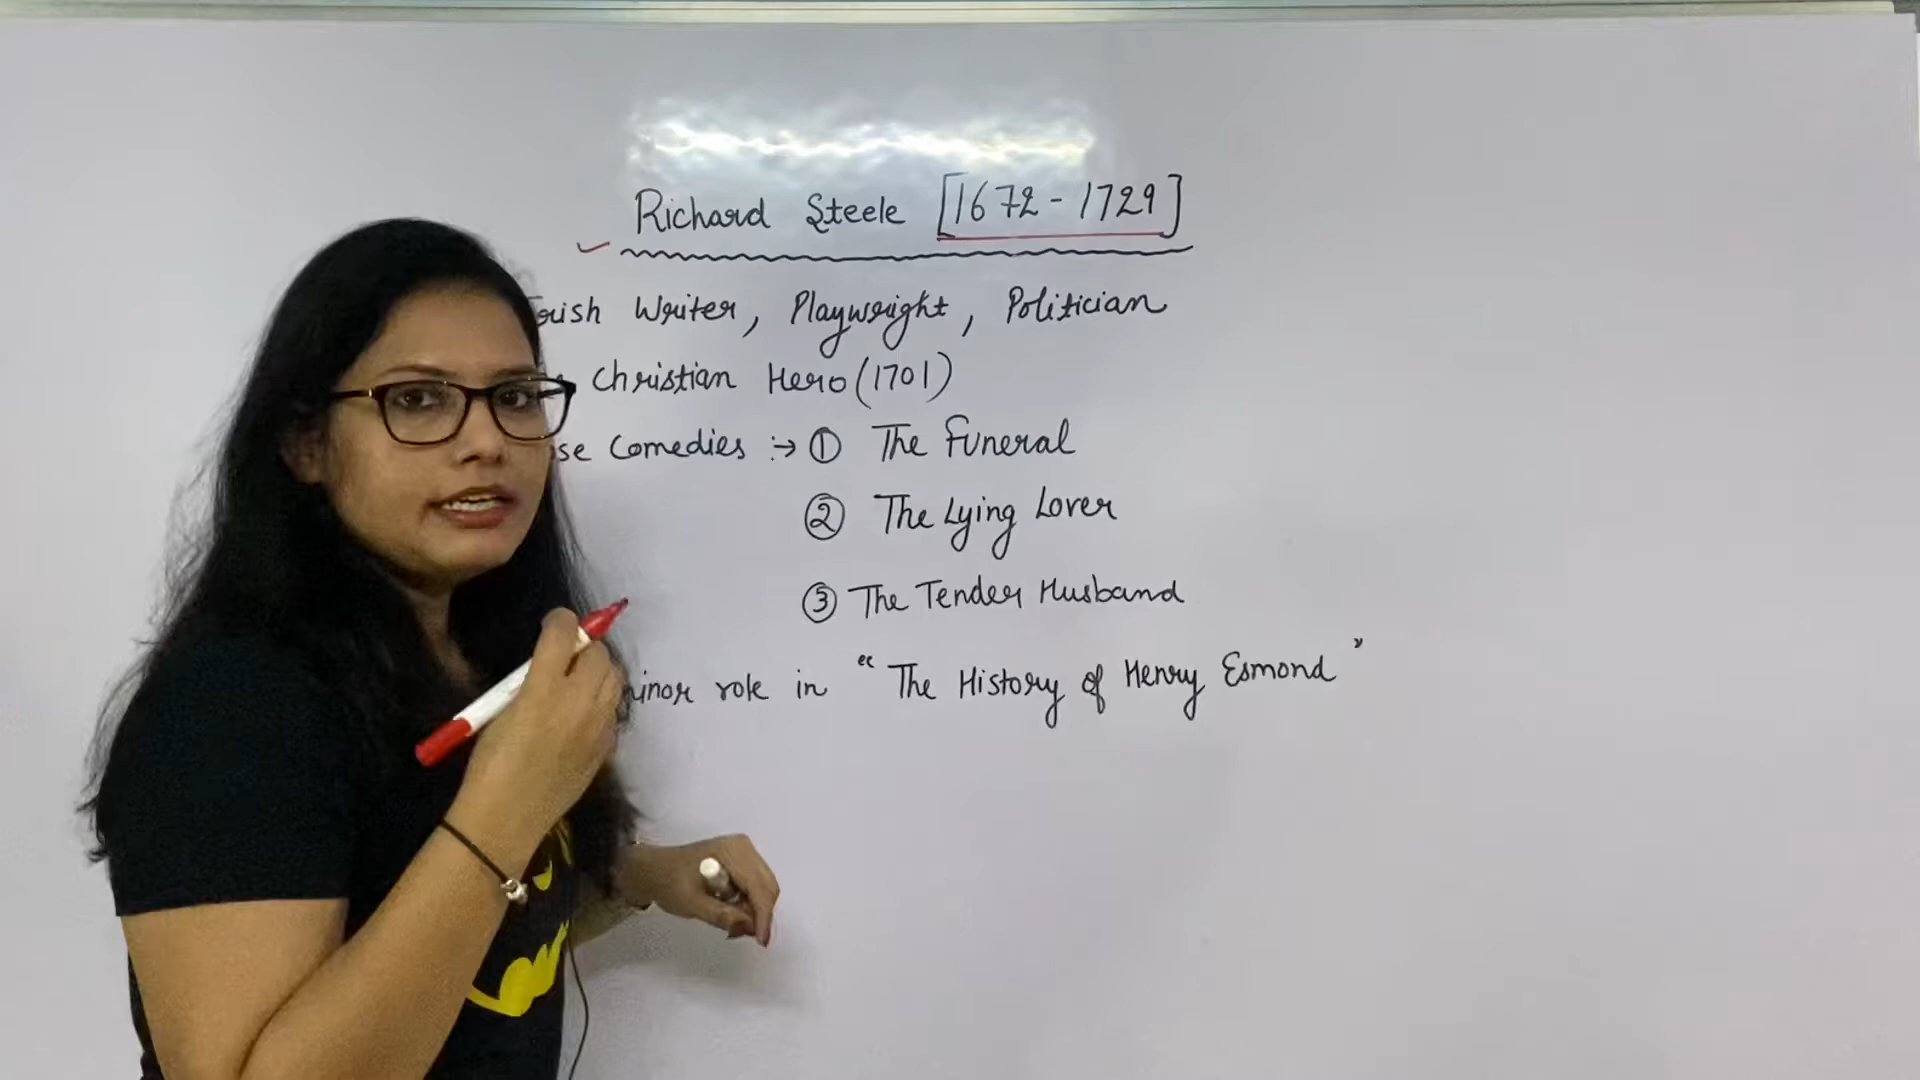 Richard Steele [1672 - 1729]
Writer, Playwright, Politician
Christian Hero (1701)
Comedies :→ ① The Funeral
② The Lying Lover
③ The Tender Husband
role in "The History of Henry Esmond"